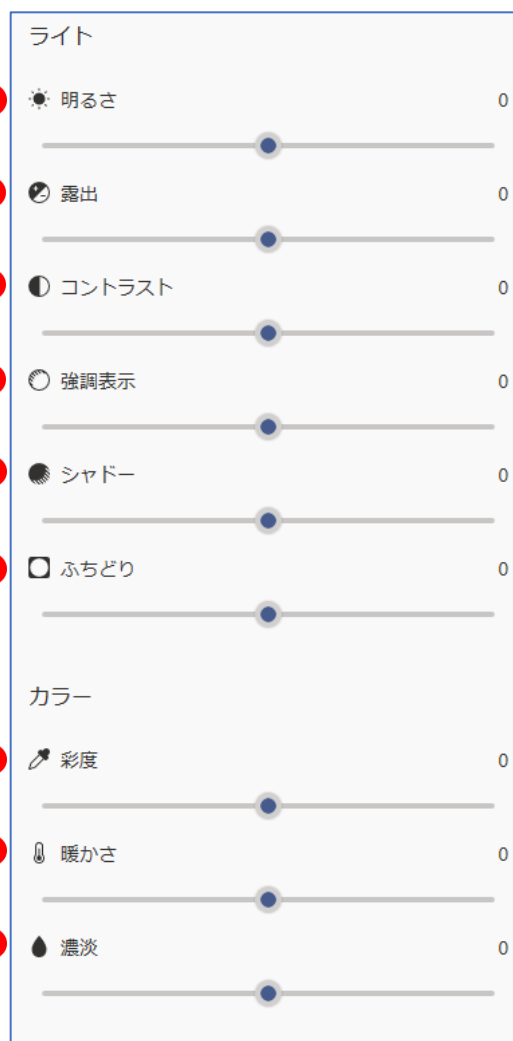 ライト
明るさ 0
露出 0
コントラスト 0
強調表示 0
シャドー 0
ふちどり 0
カラー
彩度 0
暖かさ 0
濃淡 0